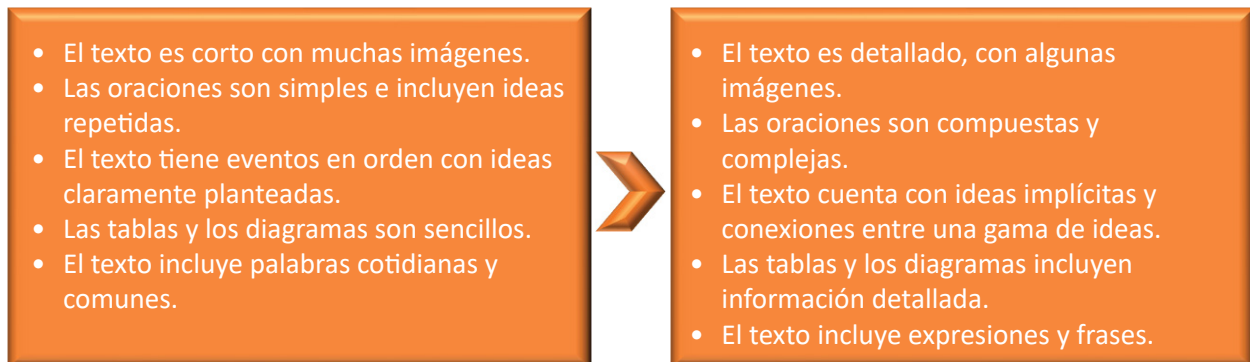 • El texto es corto con muchas imágenes.
• Las oraciones son simples e incluyen ideas
repetidas.
• El texto tiene eventos en orden con ideas
claramente planteadas.
• Las tablas y los diagramas son sencillos.
• El texto incluye palabras cotidianas y
comunes.
• El texto es detallado, con algunas
imágenes.
• Las oraciones son compuestas y
complejas.
• El texto cuenta con ideas implícitas y
conexiones entre una gama de ideas.
• Las tablas y los diagramas incluyen
información detallada.
• El texto incluye expresiones y frases.